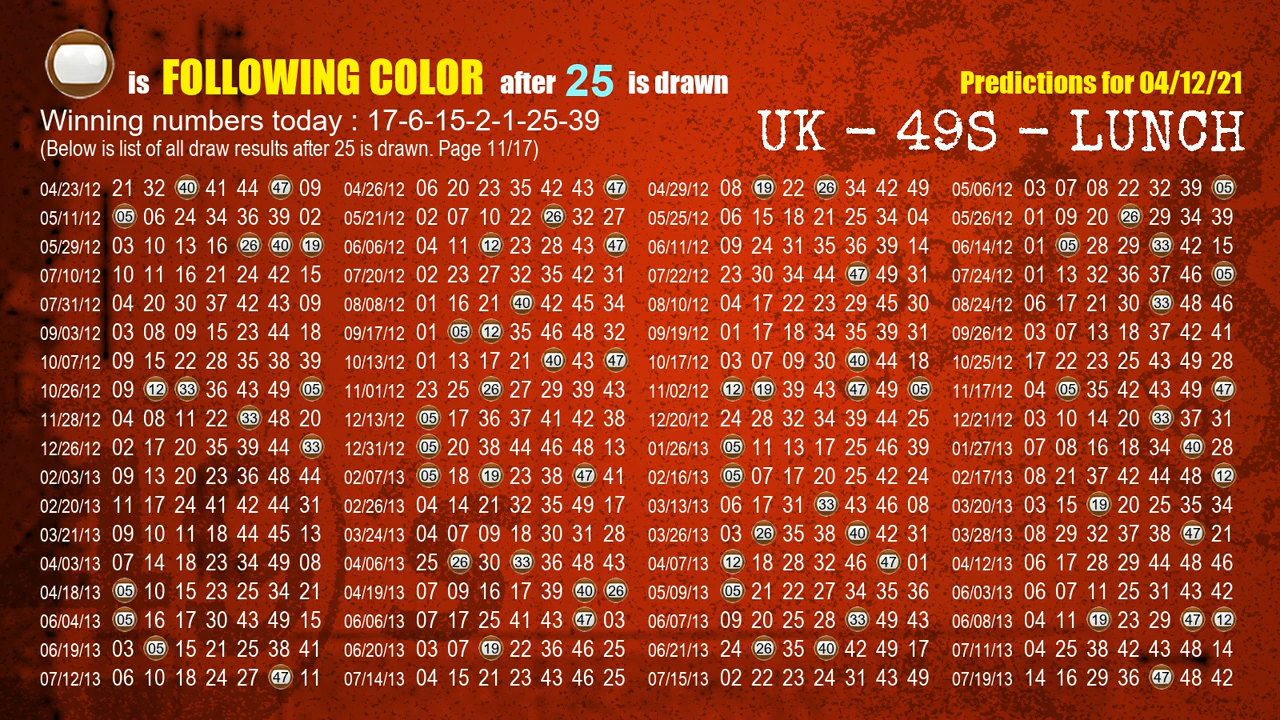 is FOLLOWING COLOR after 25 is drawn
Predictions for 04/12/21
Winning numbers today : 17-6-15-2-1-25-39
UK - 49S - LUNCH
(Below is list of all draw results after 25 is drawn. Page 11/17)
04/23/12 21 32 40 41 44 47 09 04/26/12 06 20 23 35 42 43 47 04/29/12 08 19 22 26 34 42 49 05/06/12 03 07 08 22 32 39 05
05/11/12 05 06 24 34 36 39 02 05/21/12 02 07 10 22 26 32 27 05/25/12 06 15 18 21 25 34 04 05/26/12 01 09 20 26 29 34 39
05/29/12 03 10 13 16 26 40 19 06/06/12 04 11 12 23 28 43 47 06/11/12 09 24 31 35 36 39 14 06/14/12 01 05 28 29 33 42 15
07/10/12 10 11 16 21 24 42 15 07/20/12 02 23 27 32 35 42 31 07/22/12 23 30 34 44 47 49 31 07/24/12 01 13 32 36 37 46 05
07/31/12 04 20 30 37 42 43 09 08/08/12 01 16 21 40 42 45 34 08/10/12 04 17 22 23 29 45 30 08/24/12 06 17 21 30 33 48 46
09/03/12 03 08 09 15 23 44 18 09/17/12 01 05 12 35 46 48 32 09/19/12 01 17 18 34 35 39 31 09/26/12 03 07 13 18 37 42 41
10/07/12 09 15 22 28 35 38 39 10/13/12 01 13 17 21 40 43 47 10/17/12 03 07 09 30 40 44 18 10/25/12 17 22 23 25 43 49 28
10/26/12 09 12 33 36 43 49 05 11/01/12 23 25 26 27 29 39 43 11/02/12 12 19 39 43 47 49 05 11/17/12 04 05 35 42 43 49 47
11/28/12 04 08 11 22 33 48 20 12/13/12 05 17 36 37 41 42 38 12/20/12 24 28 32 34 39 44 25 12/21/12 03 10 14 20 33 37 31
12/26/12 02 17 20 35 39 44 33 12/31/12 05 20 38 44 46 48 13 01/26/13 05 11 13 17 25 46 39 01/27/13 07 08 16 18 34 40 28
02/03/13 09 13 20 23 36 48 44 02/07/13 05 18 19 23 38 47 41 02/16/13 05 07 17 20 25 42 24 02/17/13 08 21 37 42 44 48 12
02/20/13 11 17 24 41 42 44 31 02/26/13 04 14 21 32 35 49 17 03/13/13 06 17 31 33 43 46 08 03/20/13 03 15 19 20 25 35 34
03/21/13 09 10 11 18 44 45 13 03/24/13 04 07 09 18 30 31 28 03/26/13 03 26 35 38 40 42 31 03/28/13 08 29 32 37 38 47 21
04/03/13 07 14 18 23 34 49 08 04/06/13 25 26 30 33 36 48 43 04/07/13 12 18 28 32 46 47 01 04/12/13 06 17 28 29 44 48 46
04/18/13 05 10 15 23 25 34 21 04/19/13 07 09 16 17 39 40 26 05/09/13 05 21 22 27 34 35 36 06/03/13 06 07 11 25 31 43 42
06/04/13 05 16 17 30 43 49 15 06/06/13 07 17 25 41 43 47 03 06/07/13 09 20 25 28 33 49 43 06/08/13 04 11 19 23 29 47 12
06/19/13 03 05 15 21 25 38 41 06/20/13 03 07 19 22 36 46 25 06/21/13 24 26 35 40 42 49 17 07/11/13 04 25 38 42 43 48 14
07/12/13 06 10 18 24 27 47 11 07/14/13 04 15 21 23 43 46 25 07/15/13 02 22 23 24 31 43 49 07/19/13 14 16 29 36 47 48 42